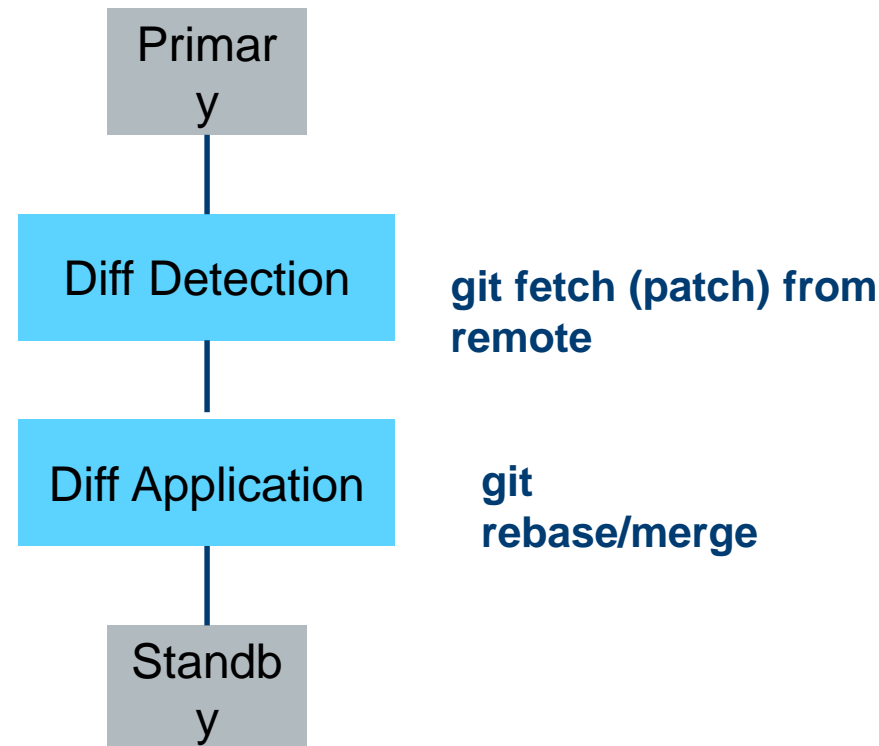 Primar
y
Diff Detection
git fetch (patch) from
remote
Diff Application
git
rebase/merge
Standb
y